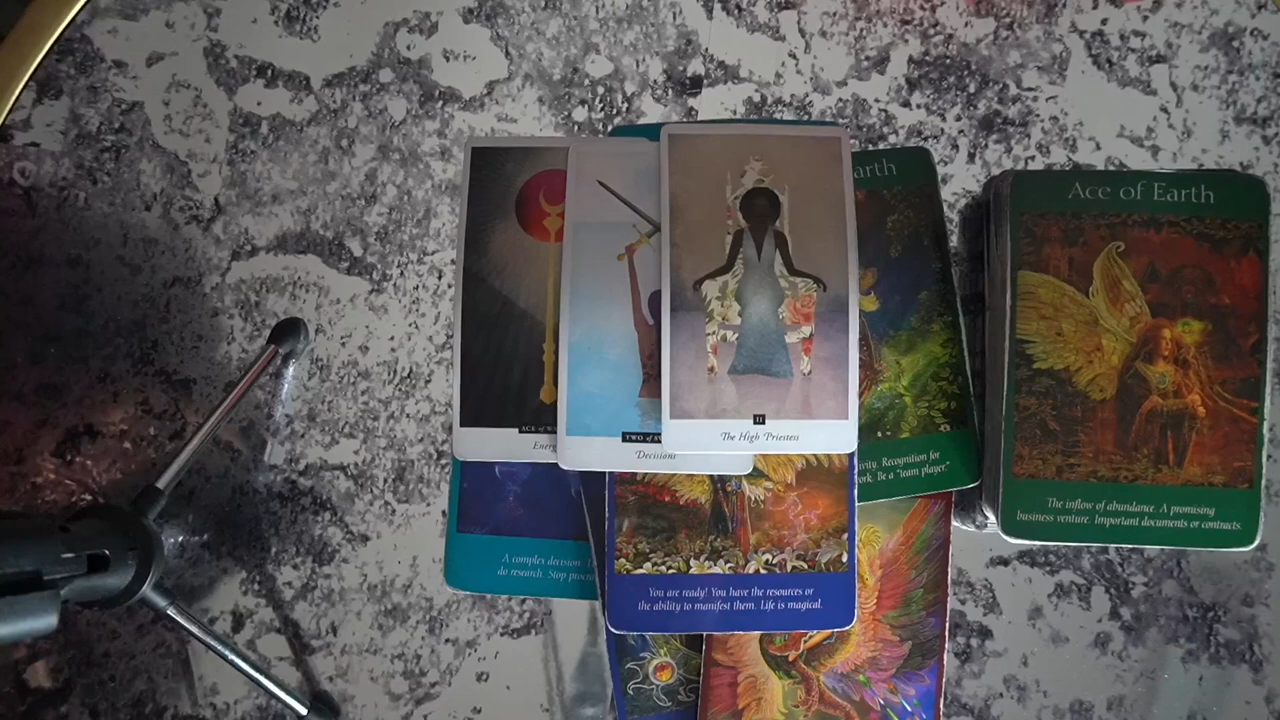 ACE of
Energ
TWO of
Decisions
II
The High Priestess
arth
ivity. Recognition for
ork. Be a "team player."
Ace of Earth
The inflow of abundance. A promising
business venture. Important documents or contracts.
A complex decision.
do research. Stop
You are ready! You have the resources or
the ability to manifest them. Life is magical.